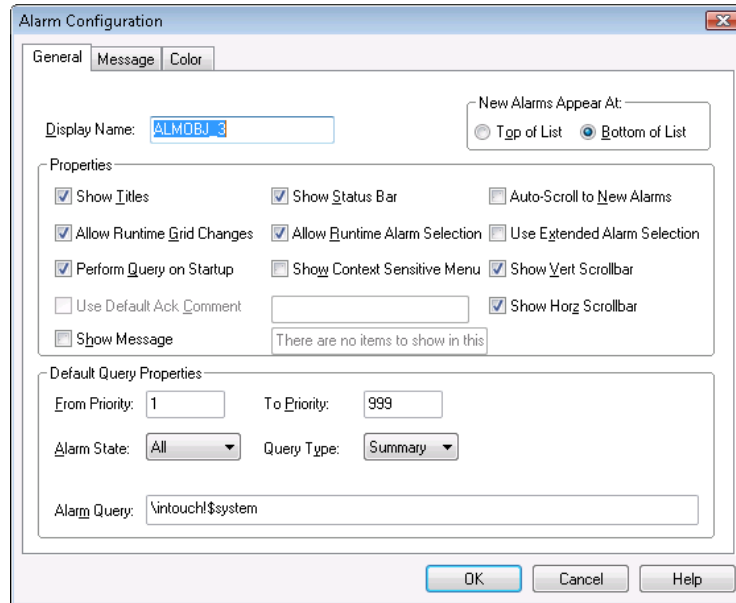 Alarm Configuration
General Message Color
New Alarms Appear At:
Display Name: ALMOBJ_3 Top of List Bottom of List
Properties
Show Titles Show Status Bar Auto-Scroll to New Alarms
Allow Runtime Grid Changes Allow Runtime Alarm Selection Use Extended Alarm Selection
Perform Query on Startup Show Context Sensitive Menu Show Vert Scrollbar
Use Default Ack Comment Show Horz Scrollbar
Show Message There are no items to show in this
Default Query Properties
From Priority: 1 To Priority: 999
Alarm State: All Query Type: Summary
Alarm Query: \intouch!$system
OK Cancel Help